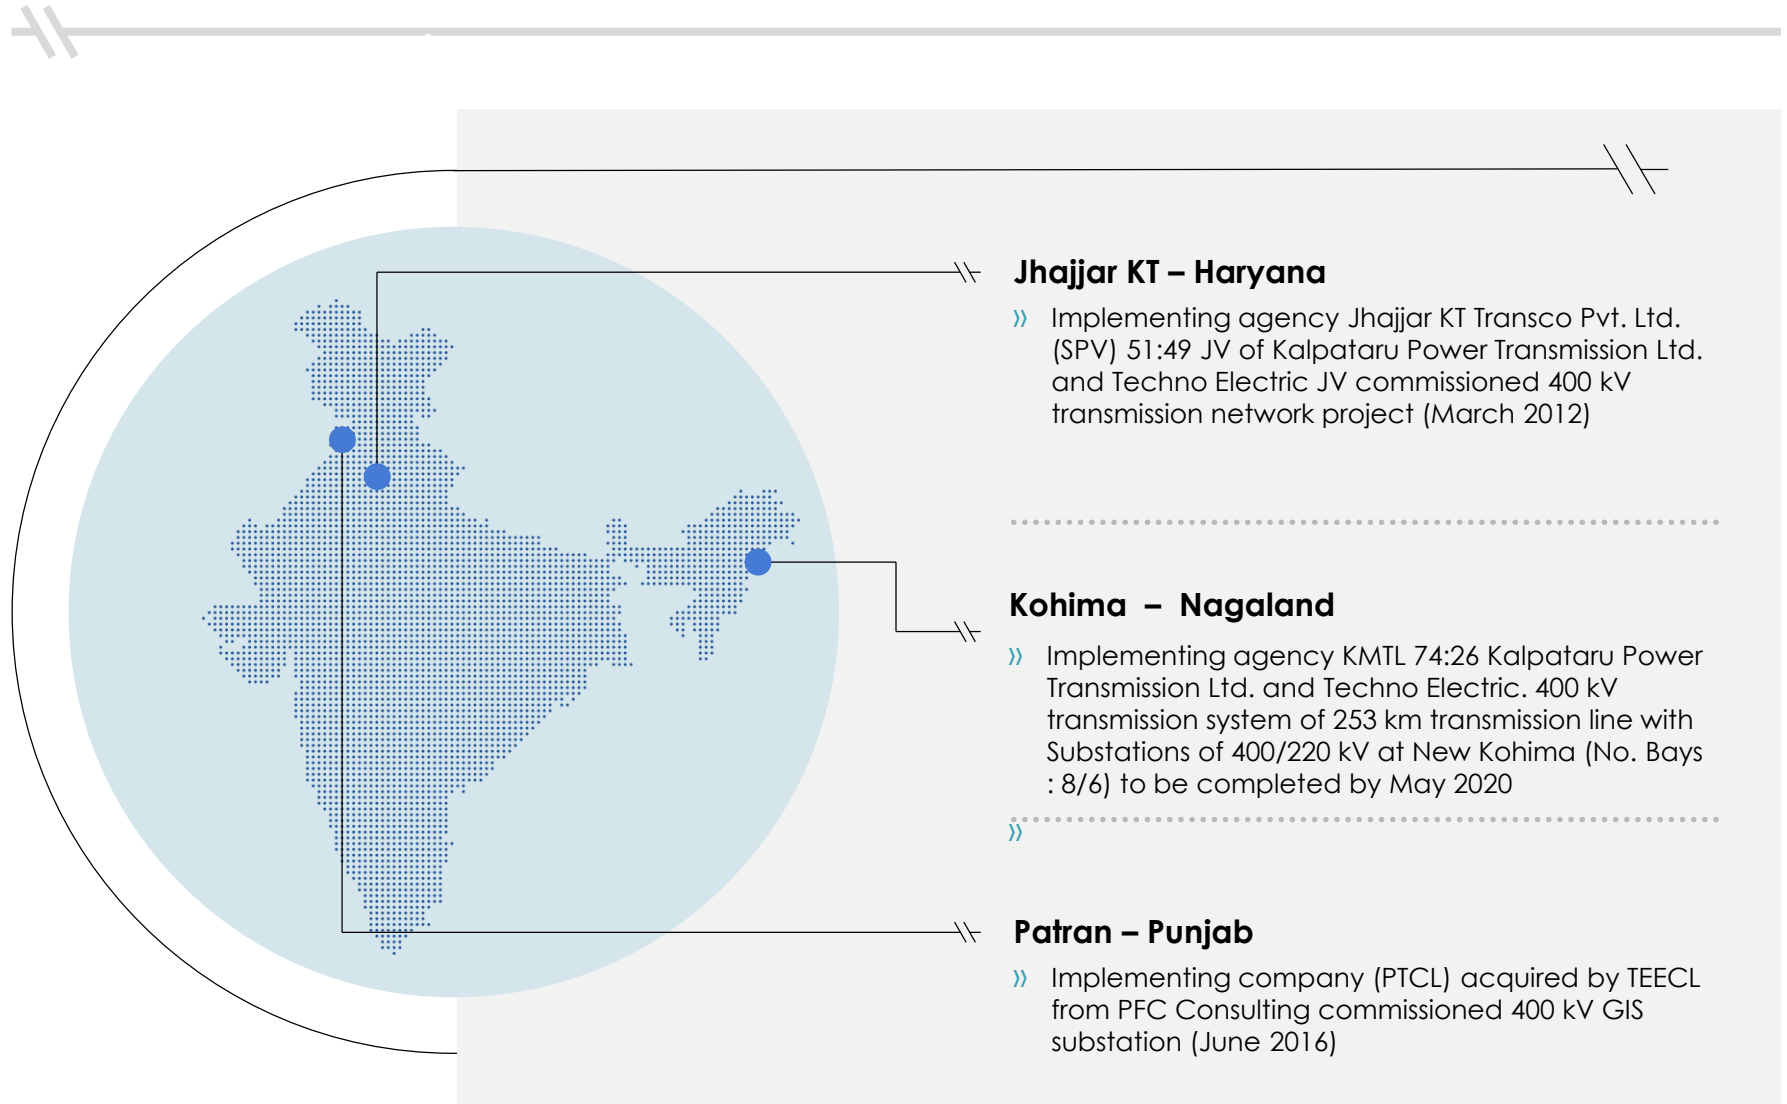 Jhajjar KT – Haryana
» Implementing agency Jhajjar KT Transco Pvt. Ltd.
(SPV) 51:49 JV of Kalpataru Power Transmission Ltd.
and Techno Electric JV commissioned 400 kV
transmission network project (March 2012)
Kohima – Nagaland
» Implementing agency KMTL 74:26 Kalpataru Power
Transmission Ltd. and Techno Electric. 400 kV
transmission system of 253 km transmission line with
Substations of 400/220 kV at New Kohima (No. Bays
: 8/6) to be completed by May 2020
»
Patran – Punjab
» Implementing company (PTCL) acquired by TEECL
from PFC Consulting commissioned 400 kV GIS
substation (June 2016)